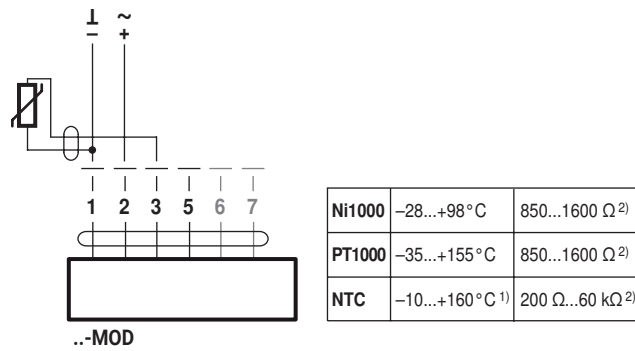 ⊥ ~
– +
1 2 3 5 6 7
..-MOD
Ni1000 –28...+98°C 850...1600 Ω 2)
PT1000 –35...+155°C 850...1600 Ω 2)
NTC –10...+160°C 1) 200 Ω...60 kΩ 2)